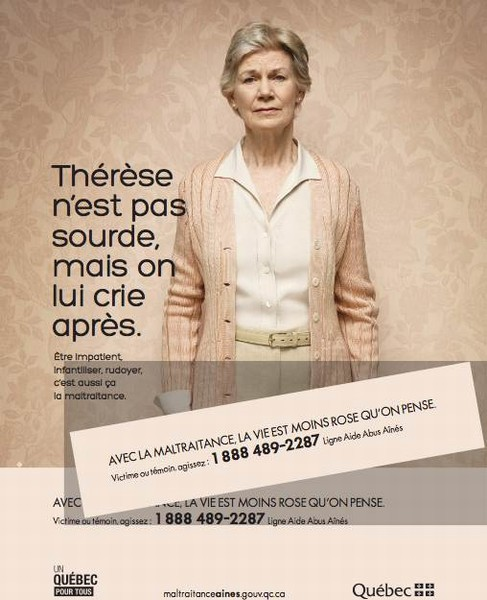 Thérèse
n'est pas
sourde,
mais on
lui crie
après.
Être impatient,
infantiliser, rudoyer,
c'est aussi ça
la maltraitance.
AVEC LA MALTRAITANCE, LA VIE EST MOINS ROSE QU'ON PENSE.
Victime ou témoin, agissez : 1 888 489-2287 Ligne Aide Abus Aînés
AVEC NCE, LA VIE EST MOINS ROSE QU'ON PENSE.
Victime ou témoin, agissez : 1 888 489-2287 Ligne Aide Abus Aînés
UN
QUÉBEC
POUR TOUS
maltraitanceaines.gouv.qc.ca
Québec